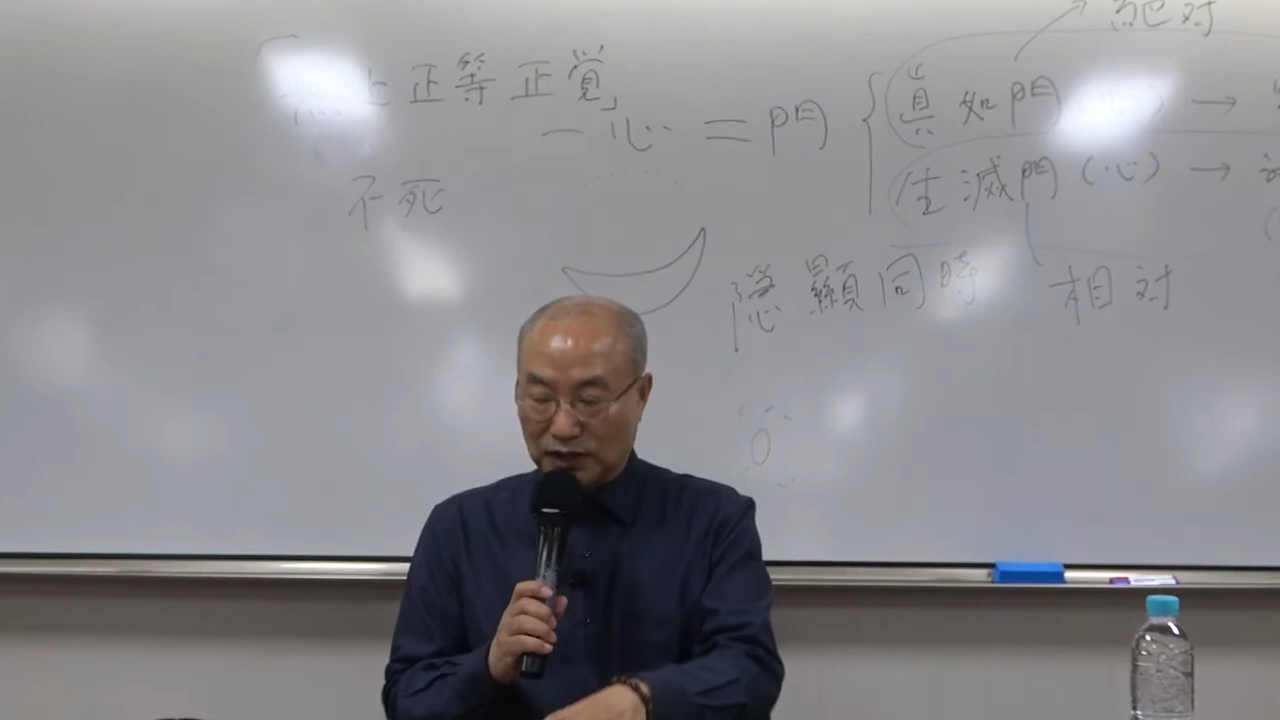 「無上正等正覚」
不死
一心 二門
絶対
真如門(心) →
生滅門(心) →
隠顕同時
相対